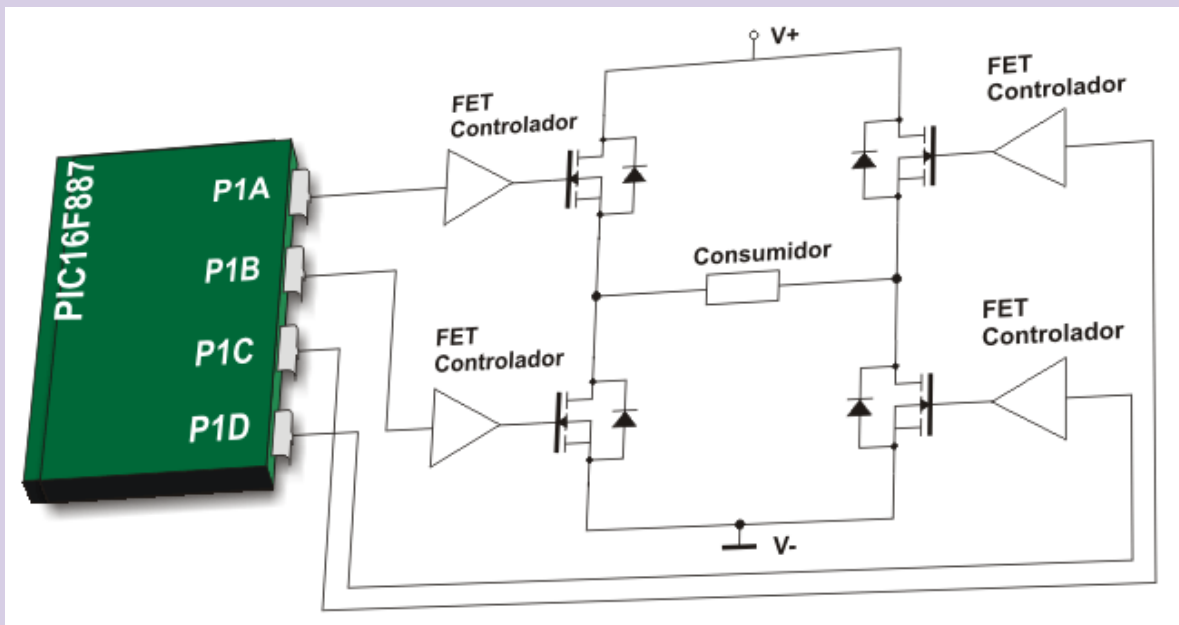 PIC16F887
P1A
P1B
P1C
P1D
FET
Controlador
V+
FET
Controlador
Consumidor
FET
Controlador
FET
Controlador
V-